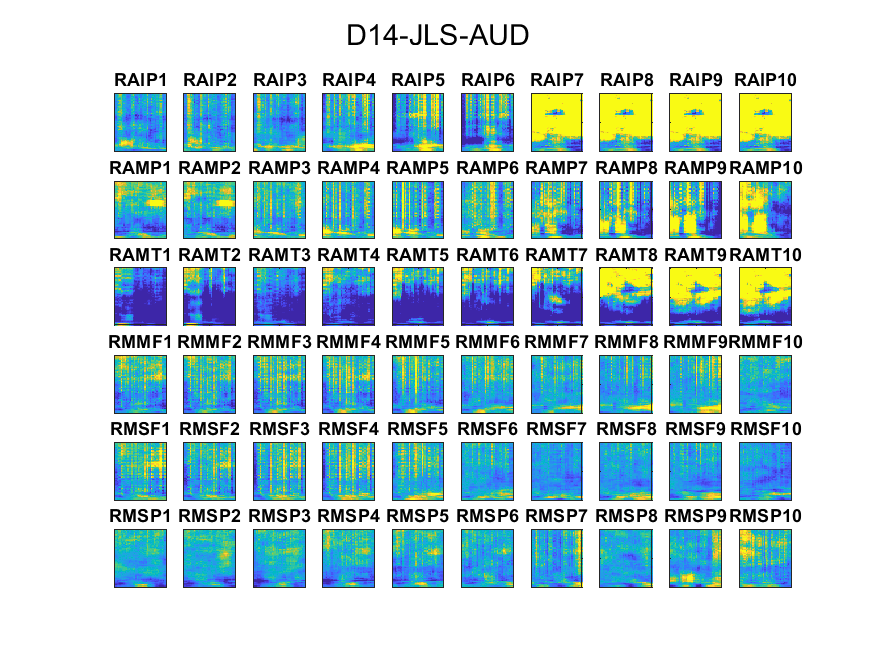 D14-JLS-AUD
RAIP1 RAIP2 RAIP3 RAIP4 RAIP5 RAIP6 RAIP7 RAIP8 RAIP9 RAIP10
RAMP1 RAMP2 RAMP3 RAMP4 RAMP5 RAMP6 RAMP7 RAMP8 RAMP9 RAMP10
RAMT1 RAMT2 RAMT3 RAMT4 RAMT5 RAMT6 RAMT7 RAMT8 RAMT9 RAMT10
RMMF1 RMMF2 RMMF3 RMMF4 RMMF5 RMMF6 RMMF7 RMMF8 RMMF9 RMMF10
RMSF1 RMSF2 RMSF3 RMSF4 RMSF5 RMSF6 RMSF7 RMSF8 RMSF9 RMSF10
RMSP1 RMSP2 RMSP3 RMSP4 RMSP5 RMSP6 RMSP7 RMSP8 RMSP9 RMSP10